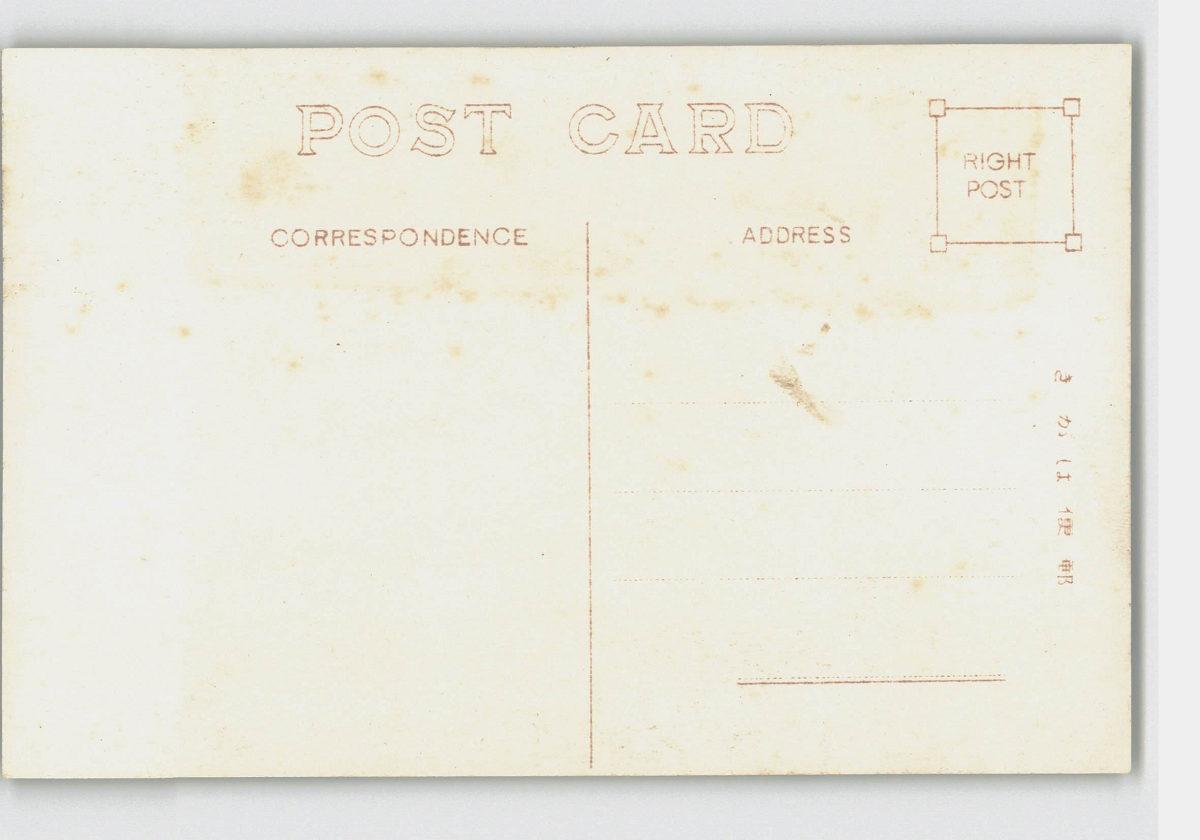 POST CARD
CORRESPONDENCE
ADDRESS
RIGHT
POST
きかは便郵